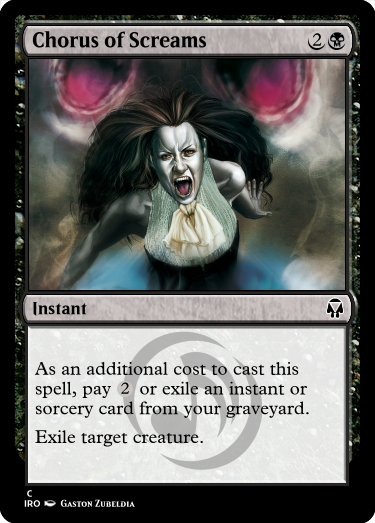 Chorus of Screams 2
Instant
As an additional cost to cast this
spell, pay 2 or exile an instant or
sorcery card from your graveyard.
Exile target creature.
C
IRO Gaston Zubeldia